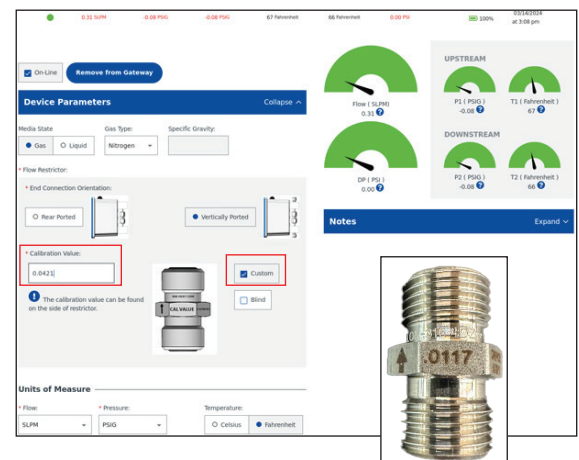 0.31 SLPM -0.08 PSIG -0.08 PSIG 67 Fahrenheit 66 Fahrenheit 0.00 PSI 100% 03/14/2024
at 3:08 pm
On-Line Remove from Gateway
Device Parameters Collapse
Media State Gas Type: Specific Gravity:
Gas Liquid Nitrogen
* Flow Restrictor:
* End Connection Orientation:
Rear Ported Vertically Ported
* Calibration Value:
0.0421 Custom
The calibration value can be found
on the side of restrictor.
Blind
CAL VALUE
Units of Measure
* Flow: * Pressure: Temperature:
SLPM PSIG Celsius Fahrenheit
Flow ( SLPM)
0.31
DP ( PSI )
0.00
UPSTREAM
P1 ( PSIG ) T1 ( Fahrenheit )
-0.08 67
DOWNSTREAM
P2 ( PSIG ) T2 ( Fahrenheit )
-0.08 66
Notes Expand
.0117